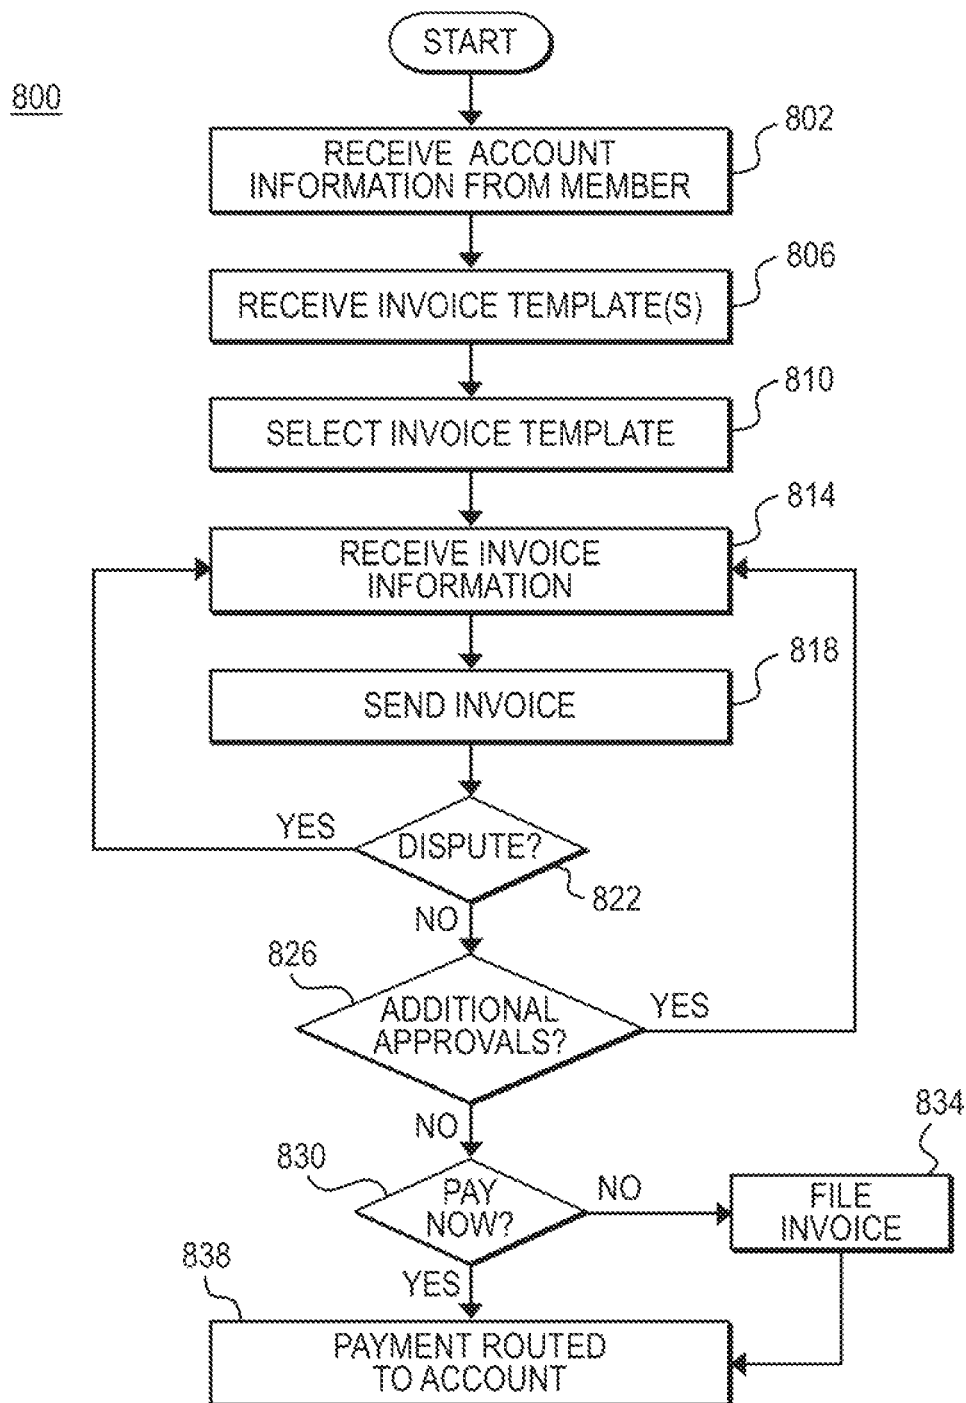 START
800
802
RECEIVE ACCOUNT
INFORMATION FROM MEMBER
806
RECEIVE INVOICE TEMPLATE(S)
810
SELECT INVOICE TEMPLATE
814
RECEIVE INVOICE
INFORMATION
818
SEND INVOICE
YES
DISPUTE?
822
NO
826
ADDITIONAL
APPROVALS?
YES
NO
834
830
PAY
NOW?
NO
FILE
INVOICE
838
YES
PAYMENT ROUTED
TO ACCOUNT